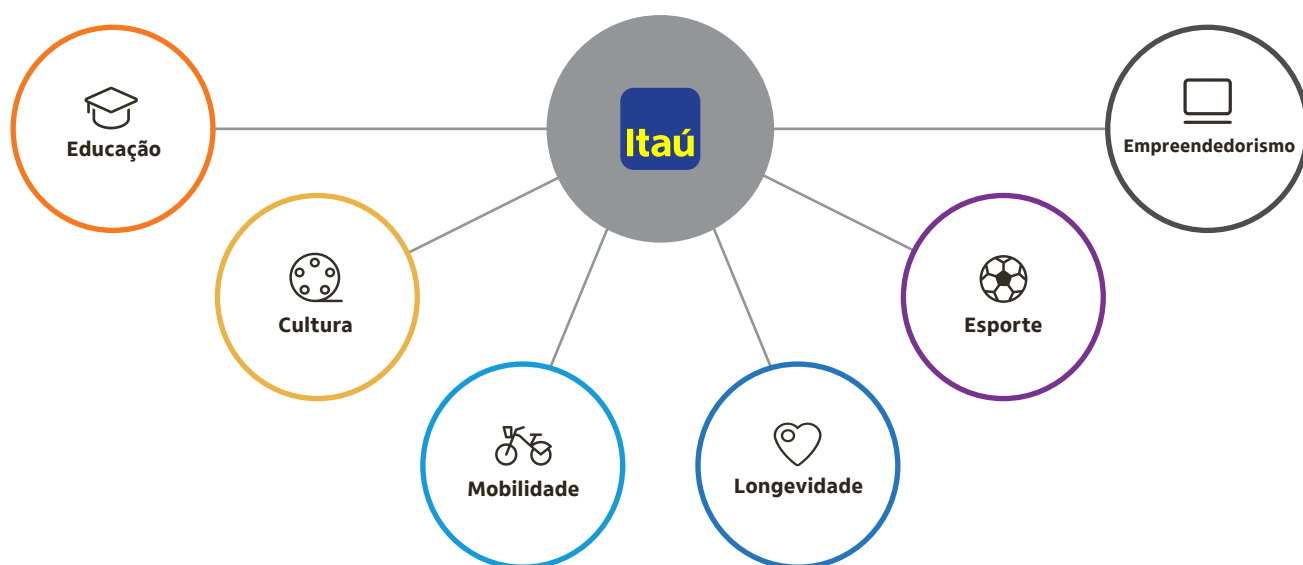 Itaú
Educação
Empreendedorismo
Cultura
Esporte
Mobilidade
Longevidade